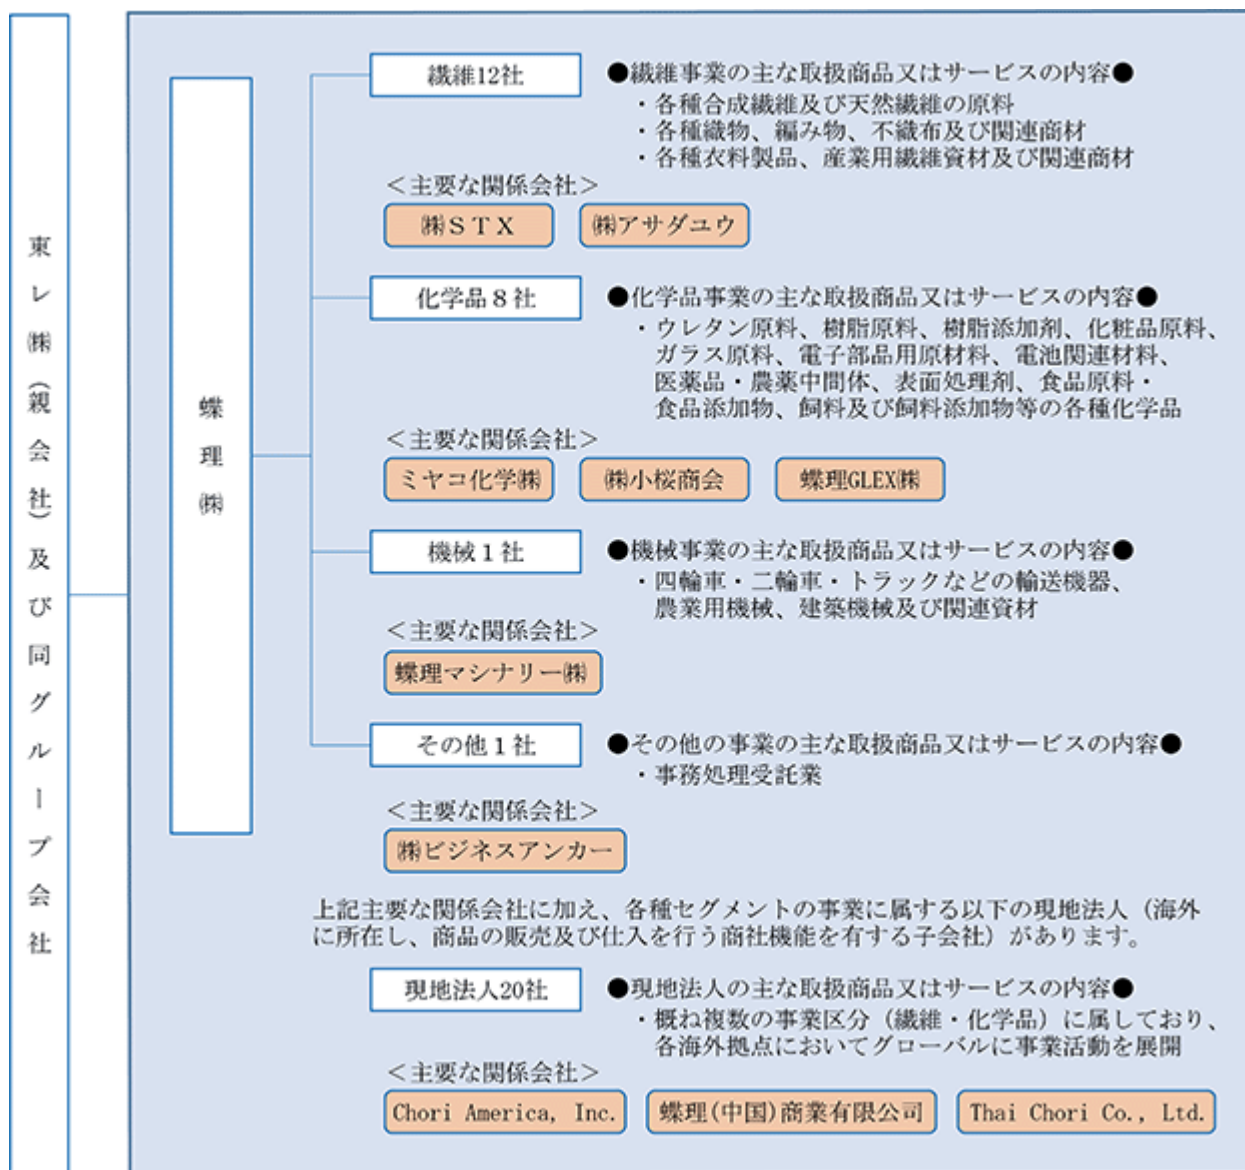 東レ㈱(親会社)及び同グループ会社
蝶理㈱
繊維12社
●繊維事業の主な取扱商品又はサービスの内容●
・各種合成繊維及び天然繊維の原料
・各種織物、編み物、不織布及び関連商材
・各種衣料製品、産業用繊維資材及び関連商材
＜主要な関係会社＞
㈱ＳＴＸ
㈱アサダユウ
化学品８社
●化学品事業の主な取扱商品又はサービスの内容●
・ウレタン原料、樹脂原料、樹脂添加剤、化粧品原料、
ガラス原料、電子部品用原材料、電池関連材料、
医薬品・農薬中間体、表面処理剤、食品原料・
食品添加物、飼料及び飼料添加物等の各種化学品
＜主要な関係会社＞
ミヤコ化学㈱
㈱小桜商会
蝶理GLEX㈱
機械１社
●機械事業の主な取扱商品又はサービスの内容●
・四輪車・二輪車・トラックなどの輸送機器、
農業用機械、建築機械及び関連資材
＜主要な関係会社＞
蝶理マシナリー㈱
その他１社
●その他の事業の主な取扱商品又はサービスの内容●
・事務処理受託業
＜主要な関係会社＞
㈱ビジネスアンカー
上記主要な関係会社に加え、各種セグメントの事業に属する以下の現地法人（海外
に所在し、商品の販売及び仕入を行う商社機能を有する子会社）があります。
現地法人20社
●現地法人の主な取扱商品又はサービスの内容●
・概ね複数の事業区分（繊維・化学品）に属しており、
各海外拠点においてグローバルに事業活動を展開
＜主要な関係会社＞
Chori America, Inc.
蝶理(中国)商業有限公司
Thai Chori Co., Ltd.